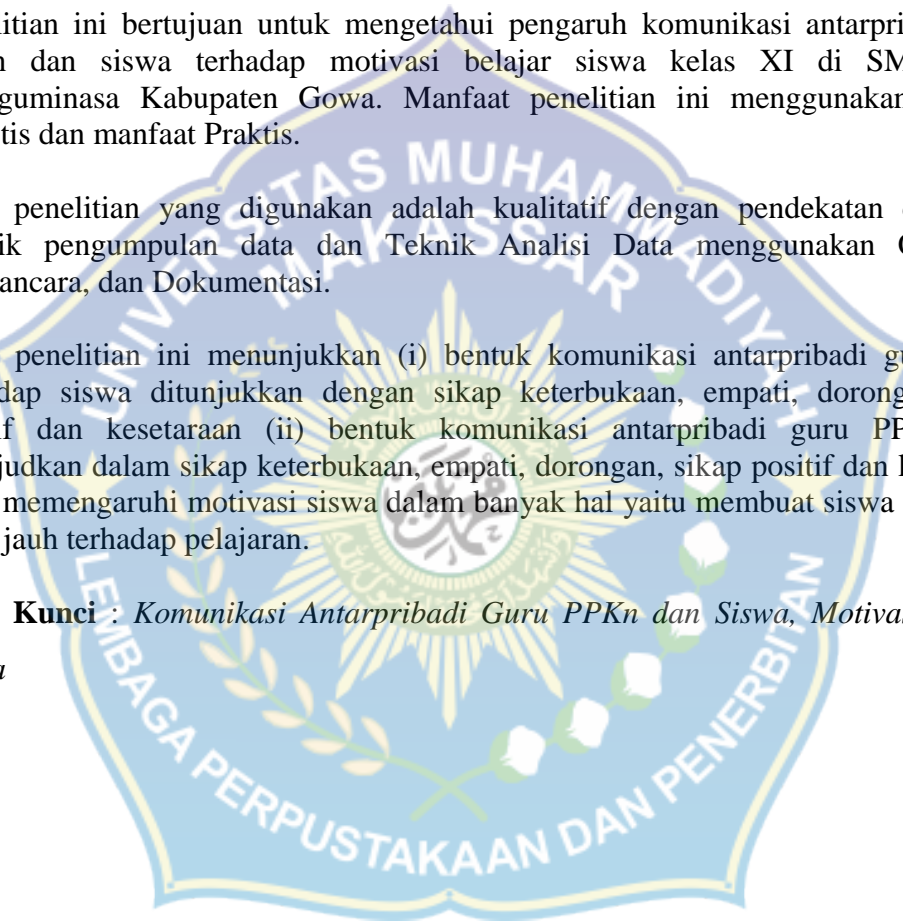 litian ini bertujuan untuk mengetahui pengaruh komunikasi antarpri
dan siswa terhadap motivasi belajar siswa kelas XI di SM
guminasa Kabupaten Gowa. Manfaat penelitian ini menggunakan
tis dan manfaat Praktis.
penelitian yang digunakan adalah kualitatif dengan pendekatan
ik pengumpulan data dan Teknik Analisi Data menggunakan
ancara, dan Dokumentasi.
penelitian ini menunjukkan (i) bentuk komunikasi antarpribadi gu
dap siswa ditunjukkan dengan sikap keterbukaan, empati, dorong
if dan kesetaraan (ii) bentuk komunikasi antarpribadi guru PP
judkan dalam sikap keterbukaan, empati, dorongan, sikap positif dan
memengaruhi motivasi siswa dalam banyak hal yaitu membuat siswa
jauh terhadap pelajaran.
Kunci : Komunikasi Antarpribadi Guru PPKn dan Siswa, Motiva
a
UNIVERSITAS MUHAMMADIYAH
MAKASSAR
LEMBAGA PERPUSTAKAAN DAN PENERBITAN